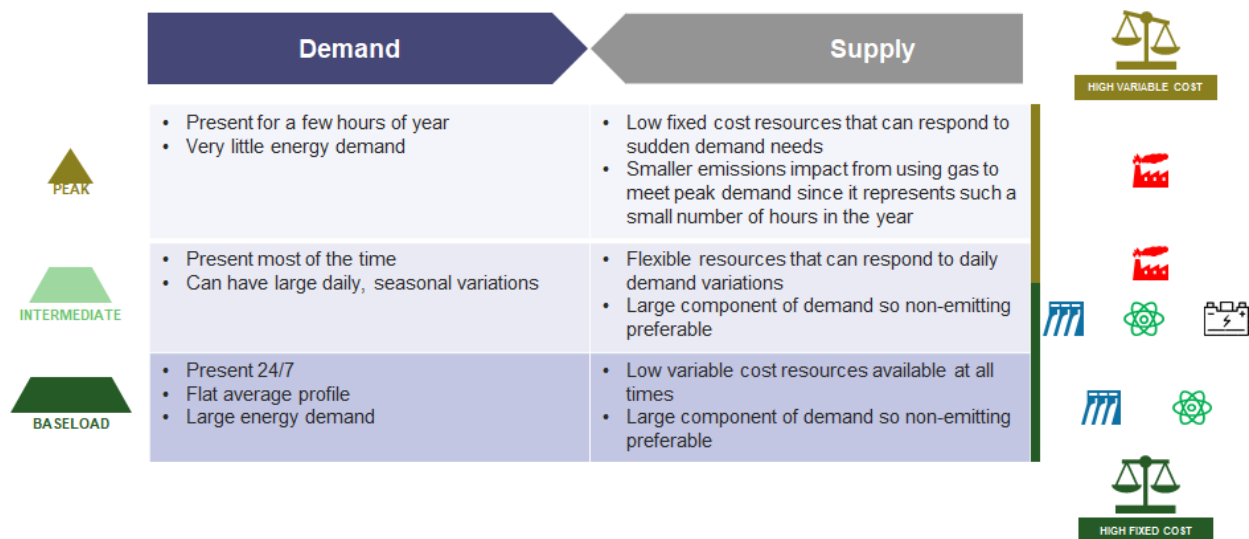 Demand
Supply
HIGH VARIABLE COST
PEAK
• Present for a few hours of year
• Very little energy demand
• Low fixed cost resources that can respond to
sudden demand needs
• Smaller emissions impact from using gas to
meet peak demand since it represents such a
small number of hours in the year
INTERMEDIATE
• Present most of the time
• Can have large daily, seasonal variations
• Flexible resources that can respond to daily
demand variations
• Large component of demand so non-emitting
preferable
BASELOAD
• Present 24/7
• Flat average profile
• Large energy demand
• Low variable cost resources available at all
times
• Large component of demand so non-emitting
preferable
HIGH FIXED COST